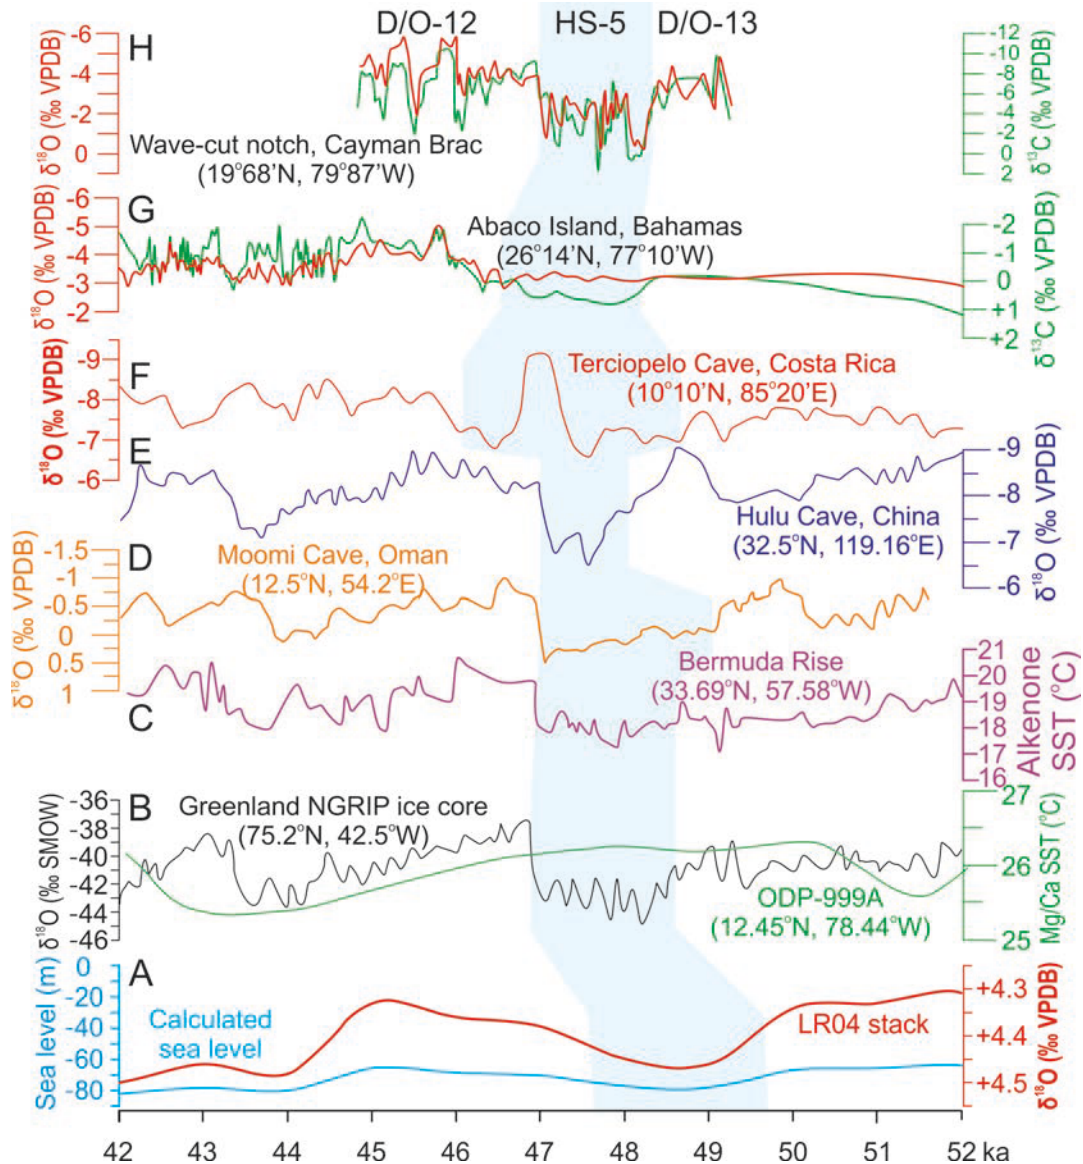 D/O-12 HS-5 D/O-13
H
δ¹⁸O (‰ VPDB)
-6
-4
-2
0
Wave-cut notch, Cayman Brac
(19°68'N, 79°87'W)
-12
-10
-8
-6
-4
-2
0
2
δ¹³C (‰ VPDB)
G
δ¹⁸O (‰ VPDB)
-6
-5
-4
-3
-2
Abaco Island, Bahamas
(26°14'N, 77°10'W)
-2
-1
0
+1
+2
δ¹³C (‰ VPDB)
F
δ¹⁸O (‰ VPDB)
-9
-8
-7
-6
Terciopelo Cave, Costa Rica
(10°10'N, 85°20'E)
E
Hulu Cave, China
(32.5°N, 119.16°E)
-9
-8
-7
-6
δ¹⁸O (‰ VPDB)
D
δ¹⁸O (‰ VPDB)
-1.5
-1
-0.5
0
0.5
1
Moomi Cave, Oman
(12.5°N, 54.2°E)
C
Bermuda Rise
(33.69°N, 57.58°W)
21
20
19
18
17
16
Alkenone
SST (°C)
B
δ¹⁸O (‰ SMOW)
-36
-38
-40
-42
-44
-46
Greenland NGRIP ice core
(75.2°N, 42.5°W)
ODP-999A
(12.45°N, 78.44°W)
27
26
25
Mg/Ca SST (°C)
A
Sea level (m)
0
-20
-40
-60
-80
Calculated
sea level
LR04 stack
+4.3
+4.4
+4.5
δ¹⁸O (‰ VPDB)
42 43 44 45 46 47 48 49 50 51 52 ka